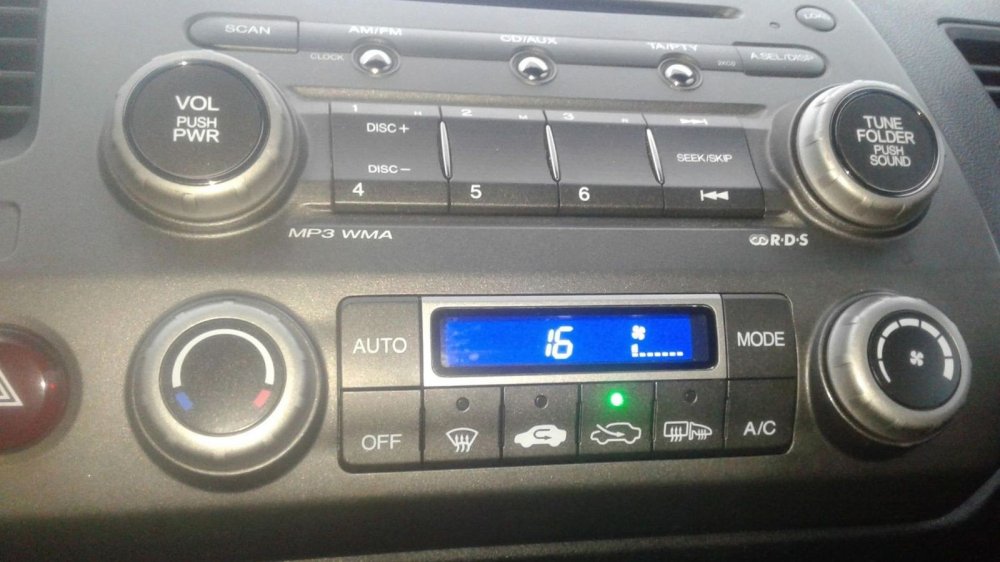 SCAN
AM/FM
CLOCK
CD/AUX
TA/PTY
A.SEL/DISP
LOAD
VOL
PUSH
PWR
1
2
3
DISC +
DISC −
SEEK/SKIP
4
5
6
TUNE
FOLDER
PUSH
SOUND
MP3 WMA
R·D·S
AUTO
16
MODE
OFF
A/C